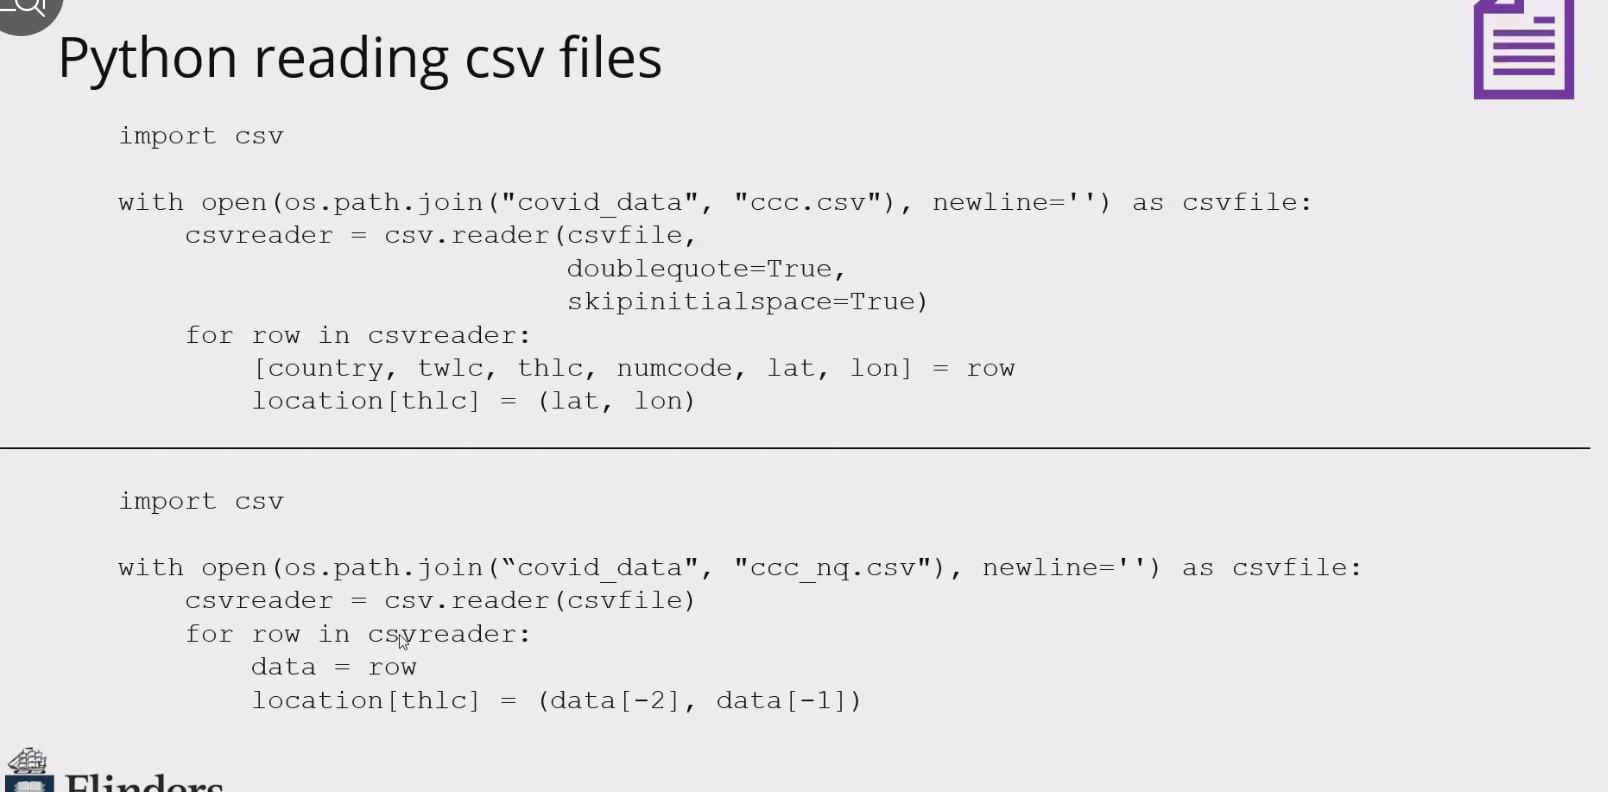 Python reading csv files
import csv
with open(os.path.join("covid_data", "ccc.csv"), newline='') as csvfile:
    csvreader = csv.reader(csvfile,
                           doublequote=True,
                           skipinitialspace=True)
    for row in csvreader:
        [country, twlc, thlc, numcode, lat, lon] = row
        location[thlc] = (lat, lon)
import csv
with open(os.path.join(“covid_data", "ccc_nq.csv"), newline='') as csvfile:
    csvreader = csv.reader(csvfile)
    for row in csvreader:
        data = row
        location[thlc] = (data[-2], data[-1])
Flinders